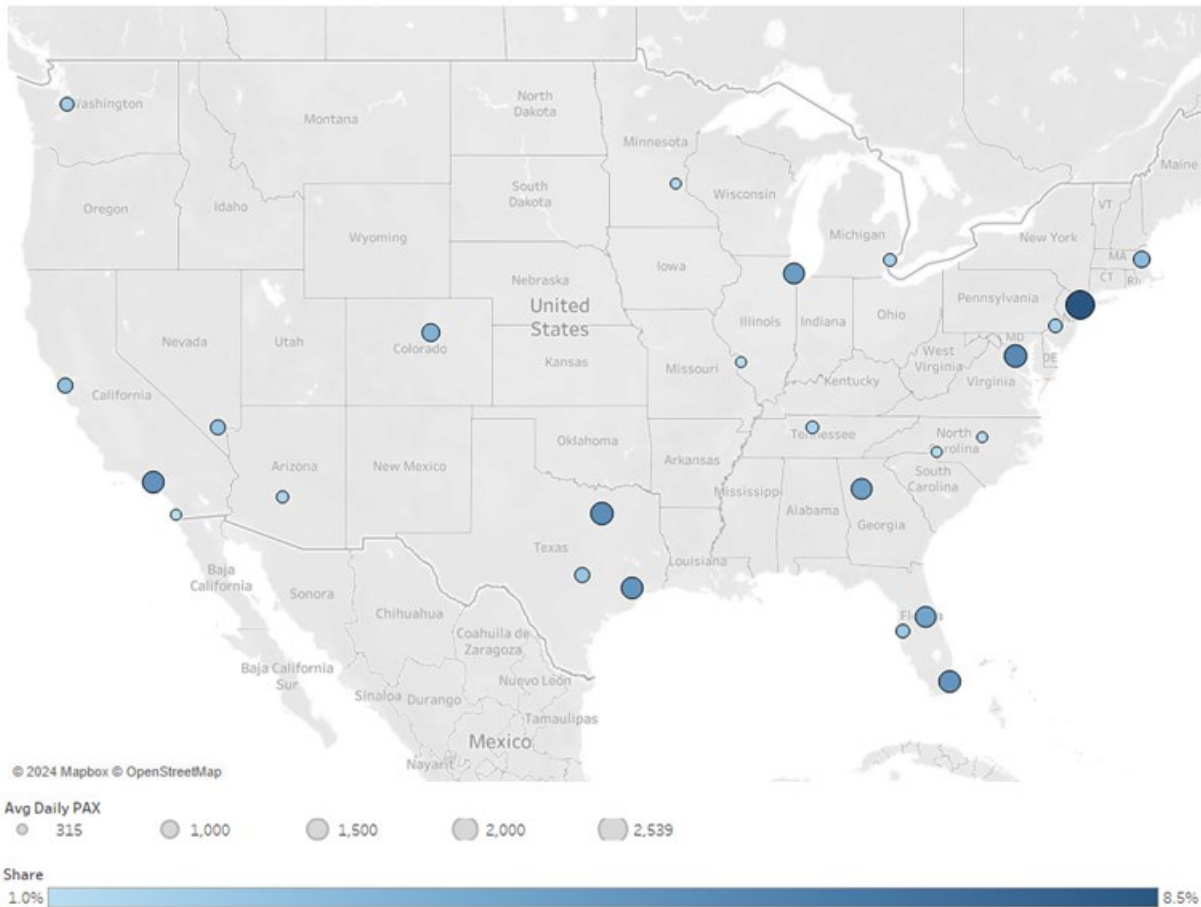 Washington
Montana
North
Dakota
Minnesota
Maine
Oregon
Idaho
South
Dakota
Wisconsin
VT
Wyoming
Michigan
New York
MA
Iowa
CT
Nebraska
Pennsylvania
United
States
Illinois
Indiana
Ohio
Nevada
Utah
Colorado
MD
DE
Kansas
Missouri
West
Virginia
Virginia
California
Kentucky
Oklahoma
Tennessee
North
Carolina
Arizona
New Mexico
Arkansas
South
Carolina
Mississippi
Alabama
Georgia
Texas
Louisiana
Baja
California
Sonora
Chihuahua
Florida
Coahuila de
Zaragoza
Baja California
Sur
Nuevo León
Sinaloa
Durango
Tamaulipas
Mexico
Nayarit
© 2024 Mapbox © OpenStreetMap
Avg Daily PAX
315 1,000 1,500 2,000 2,539
Share
1.0% 8.5%